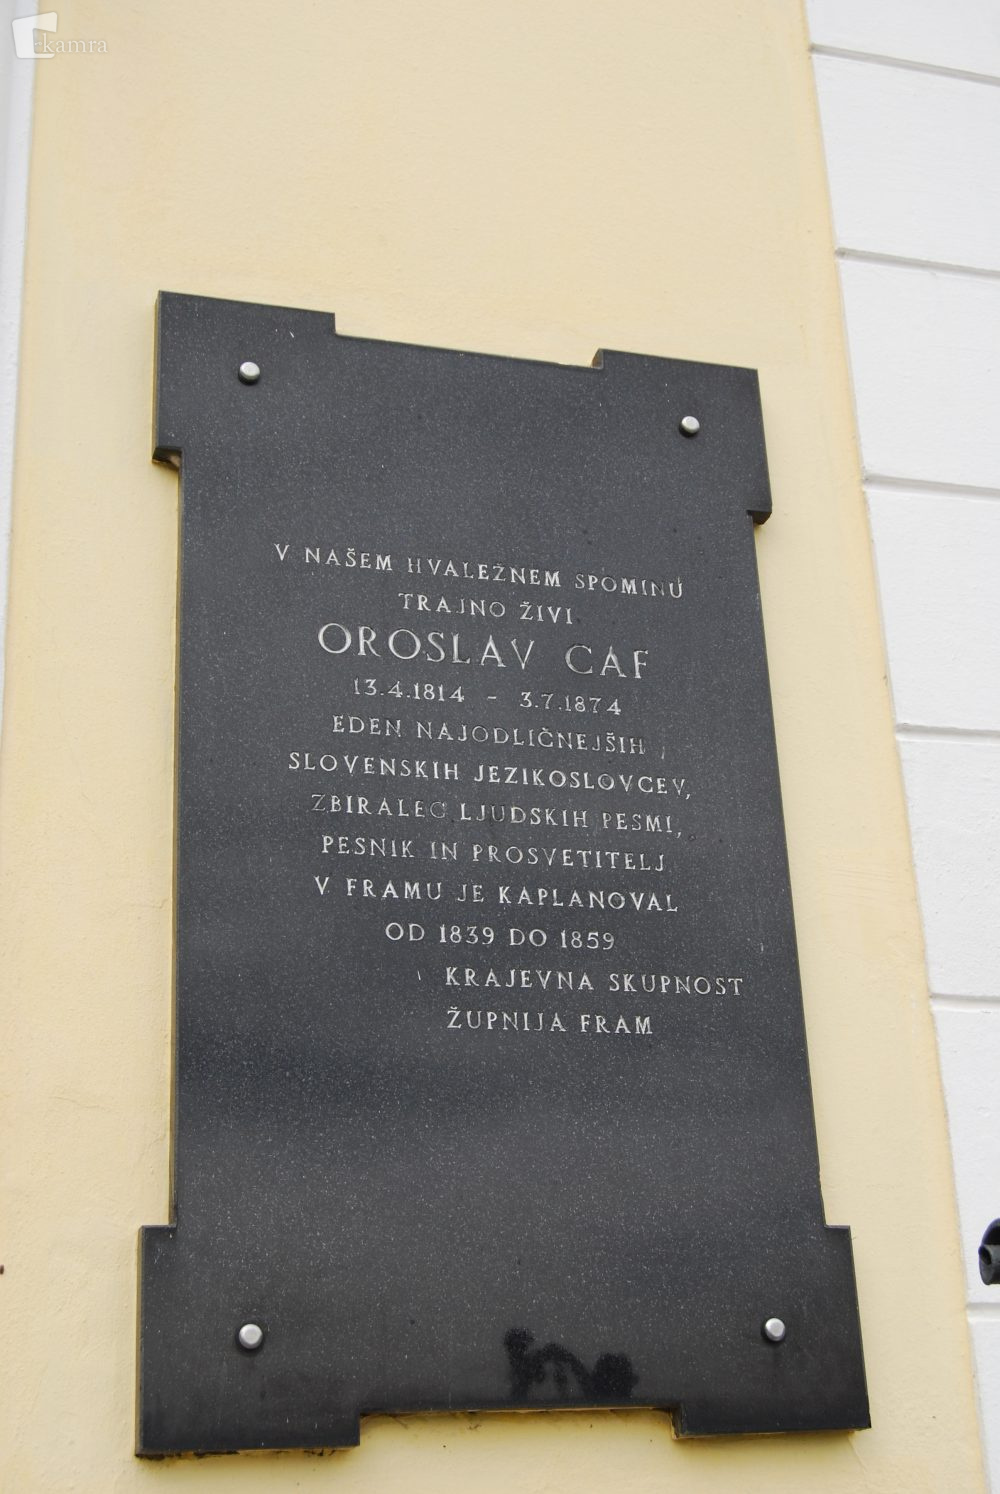 kamra
V NAŠEM HVALEŽNEM SPOMINU
TRAJNO ŽIVI
OROSLAV CAF
13.4.1814 - 3.7.1874
EDEN NAJODLIČNEJŠIH
SLOVENSKIH JEZIKOSLOVCEV,
ZBIRALEC LJUDSKIH PESMI,
PESNIK IN PROSVETITELJ
V FRAMU JE KAPLANOVAL
OD 1839 DO 1859
KRAJEVNA SKUPNOST
ŽUPNIJA FRAM